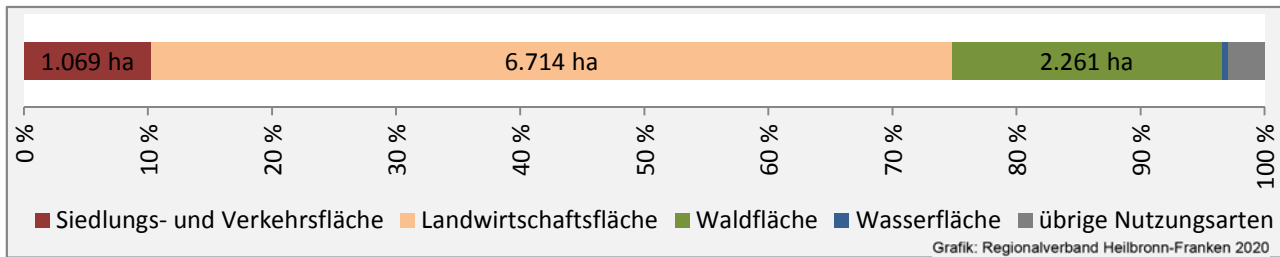 1.069 ha 6.714 ha 2.261 ha
0 % 10 % 20 % 30 % 40 % 50 % 60 % 70 % 80 % 90 % 100 %
Siedlungs- und Verkehrsfläche Landwirtschaftsfläche Waldfläche Wasserfläche übrige Nutzungsarten
Grafik: Regionalverband Heilbronn-Franken 2020